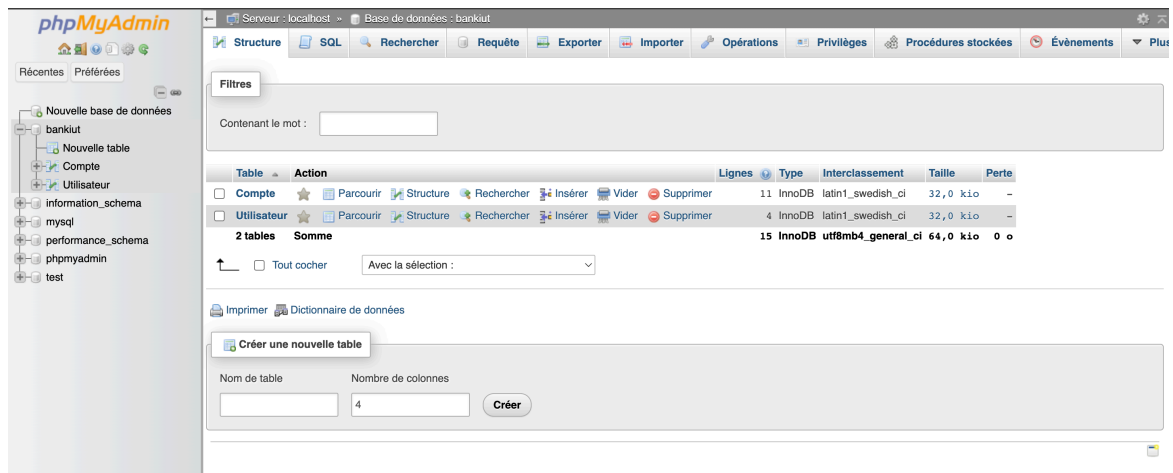 phpMyAdmin
Récentes Préférées
Nouvelle base de données
bankiut
Nouvelle table
Compte
Utilisateur
information_schema
mysql
performance_schema
phpmyadmin
test
Serveur : localhost » Base de données : bankiut
Structure SQL Rechercher Requête Exporter Importer Opérations Privilèges Procédures stockées Évènements Plus
Filtres
Contenant le mot :
Table Action Lignes Type Interclassement Taille Perte
Compte Parcourir Structure Rechercher Insérer Vider Supprimer 11 InnoDB latin1_swedish_ci 32,0 kio –
Utilisateur Parcourir Structure Rechercher Insérer Vider Supprimer 4 InnoDB latin1_swedish_ci 32,0 kio –
2 tables Somme 15 InnoDB utf8mb4_general_ci 64,0 kio 0 o
Tout cocher Avec la sélection :
Imprimer Dictionnaire de données
Créer une nouvelle table
Nom de table Nombre de colonnes
4 Créer